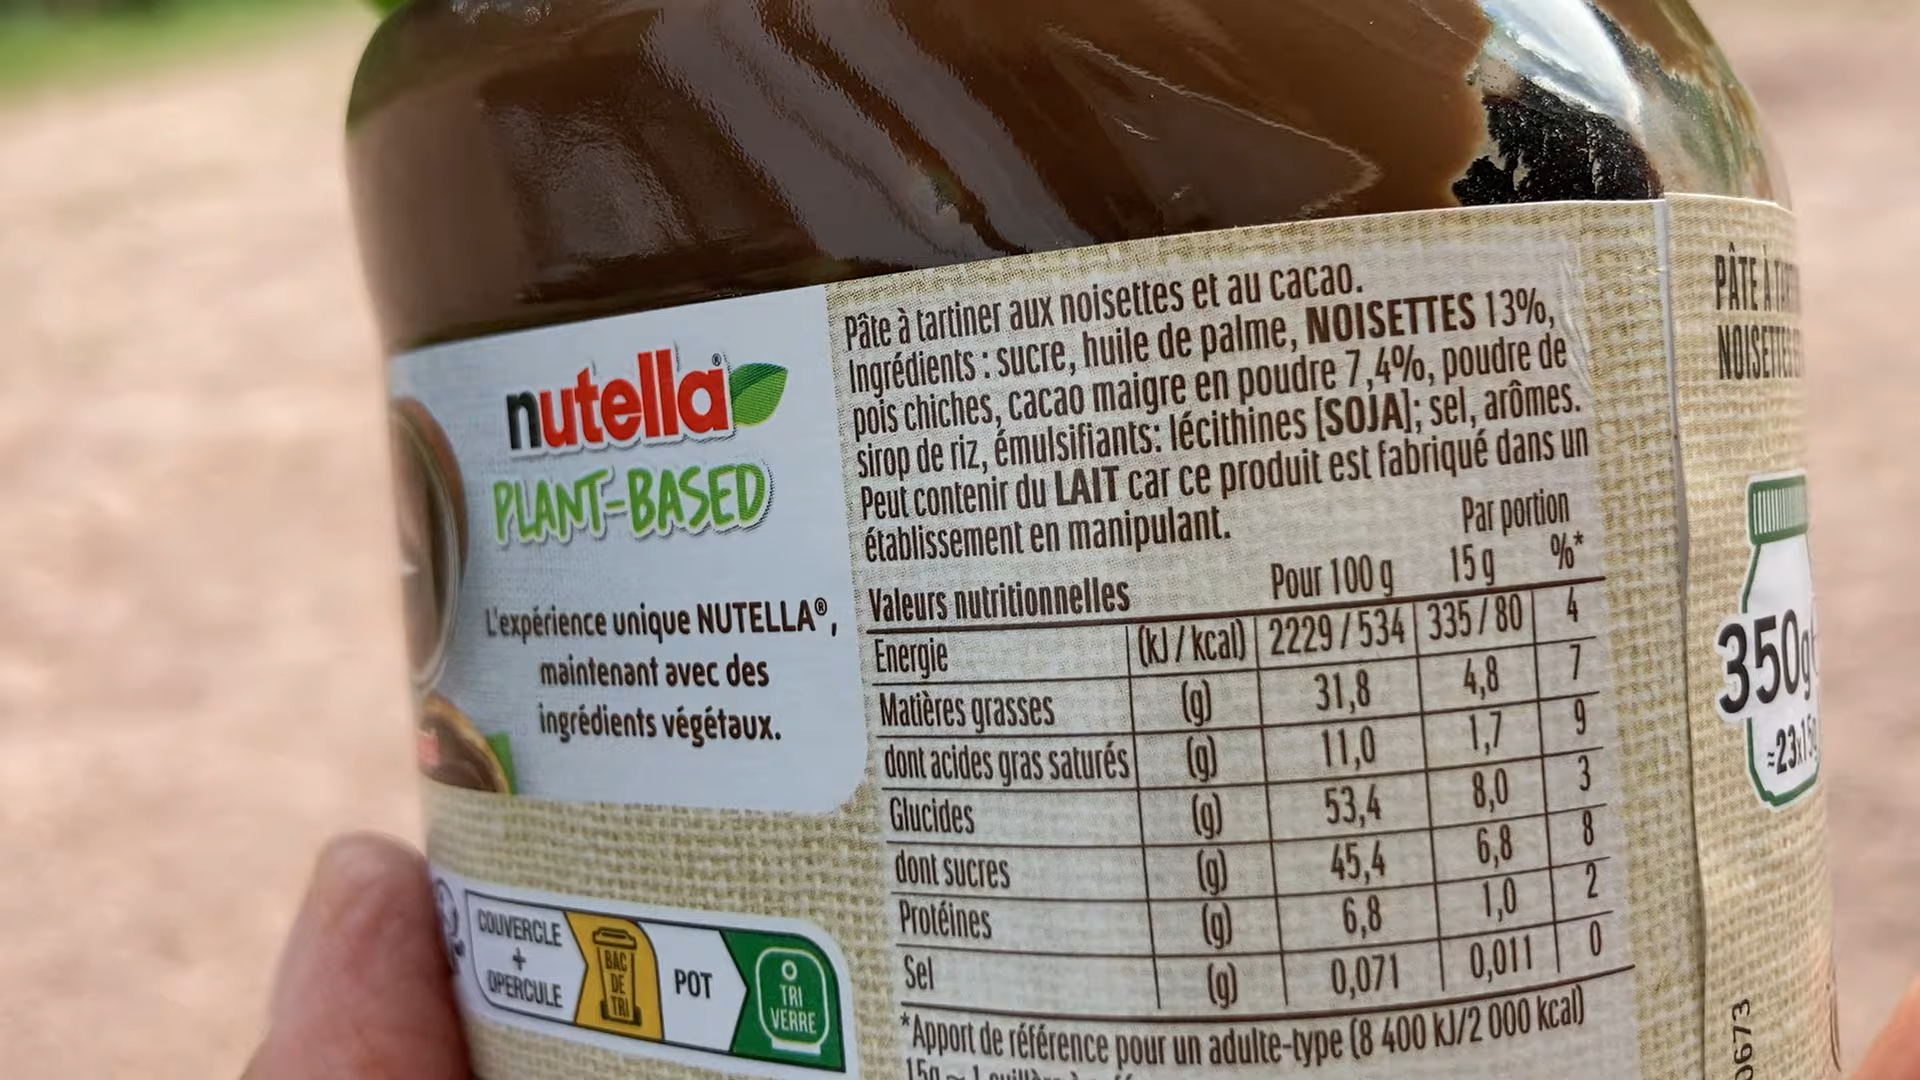 nutella®
PLANT-BASED
L'expérience unique NUTELLA®,
maintenant avec des
ingrédients végétaux.
COUVERCLE
+
OPERCULE
BAC
DE
TRI
POT
TRI
VERRE
Pâte à tartiner aux noisettes et au cacao.
Ingrédients : sucre, huile de palme, NOISETTES 13%,
pois chiches, cacao maigre en poudre 7,4%, poudre de
sirop de riz, émulsifiants: lécithines [SOJA]; sel, arômes.
Peut contenir du LAIT car ce produit est fabriqué dans un
établissement en manipulant.
Par portion
Valeurs nutritionnelles Pour 100 g 15 g %*
Energie (kJ / kcal) 2229 / 534 335 / 80 4
Matières grasses (g) 31,8 4,8 7
dont acides gras saturés (g) 11,0 1,7 9
Glucides (g) 53,4 8,0 3
dont sucres (g) 45,4 6,8 8
Protéines (g) 6,8 1,0 2
Sel (g) 0,071 0,011 0
*Apport de référence pour un adulte-type (8 400 kJ/2 000 kcal)
PÂTE À
350g